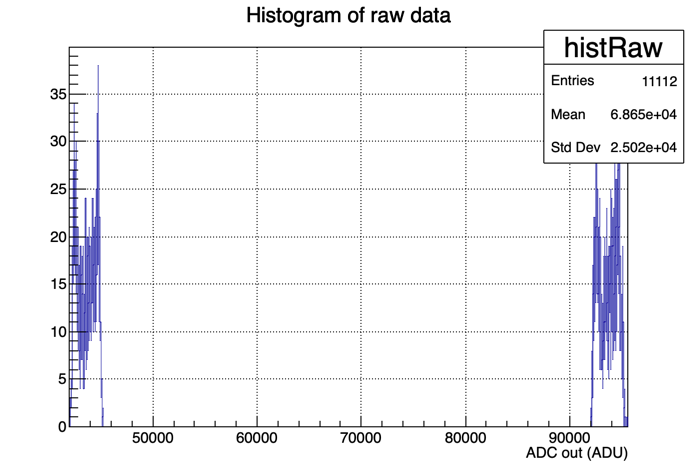 Histogram of raw data
histRaw
Entries 11112
Mean 6.865e+04
Std Dev 2.502e+04
35
30
25
20
15
10
5
0
50000 60000 70000 80000 90000
ADC out (ADU)